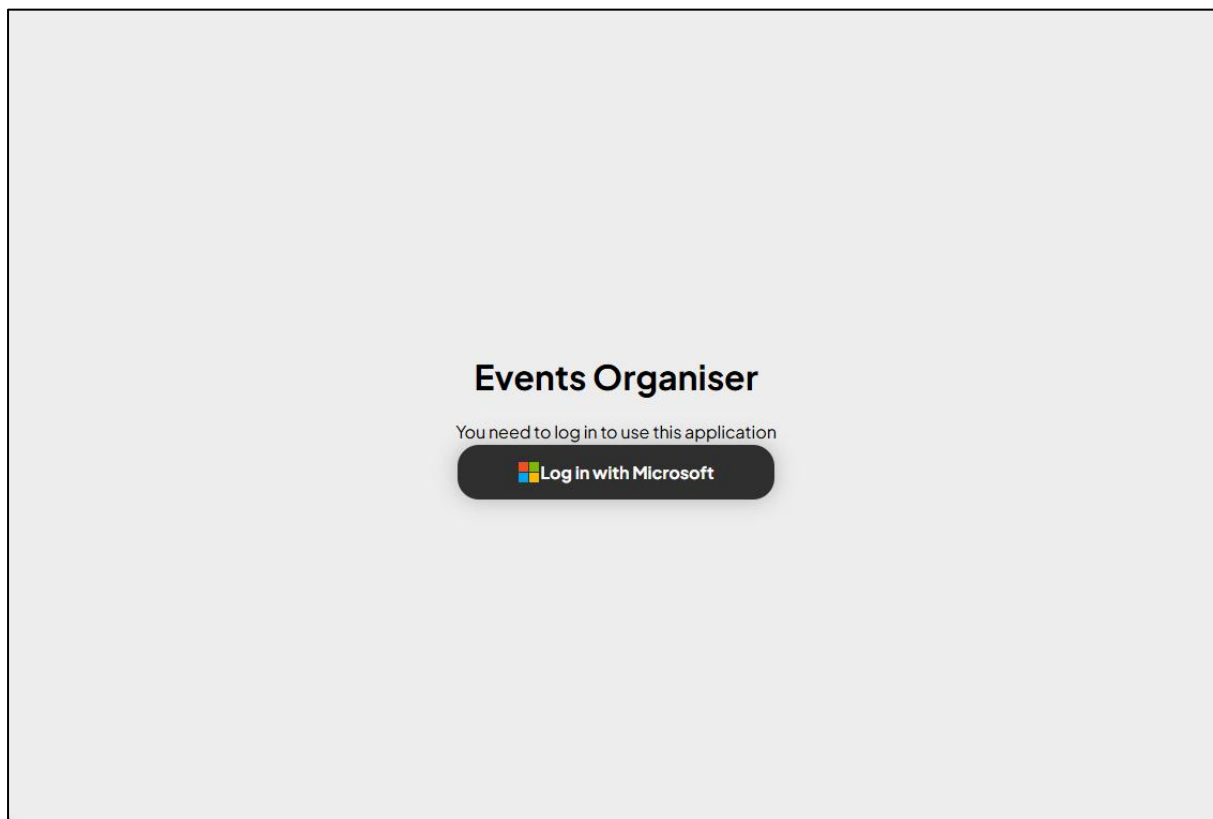 Events Organiser
You need to log in to use this application
Log in with Microsoft